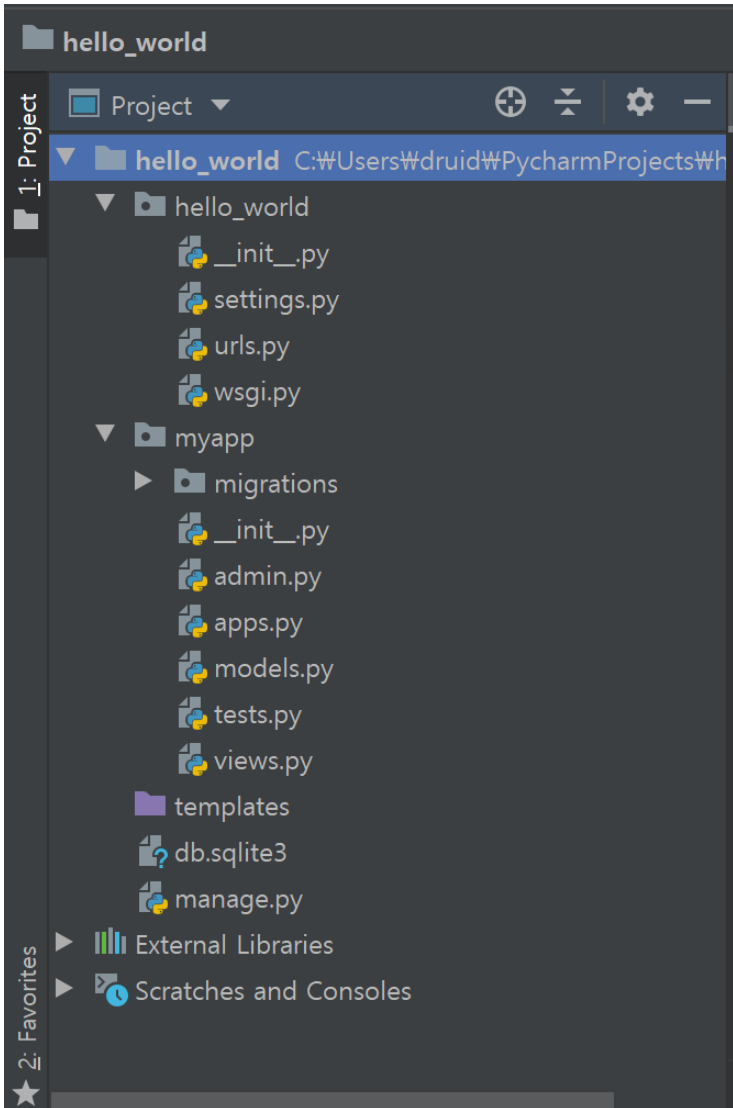 hello_world
1: Project
Project
hello_world C:₩Users₩druid₩PycharmProjects₩h
hello_world
__init__.py
settings.py
urls.py
wsgi.py
myapp
migrations
__init__.py
admin.py
apps.py
models.py
tests.py
views.py
templates
db.sqlite3
manage.py
External Libraries
Scratches and Consoles
2: Favorites